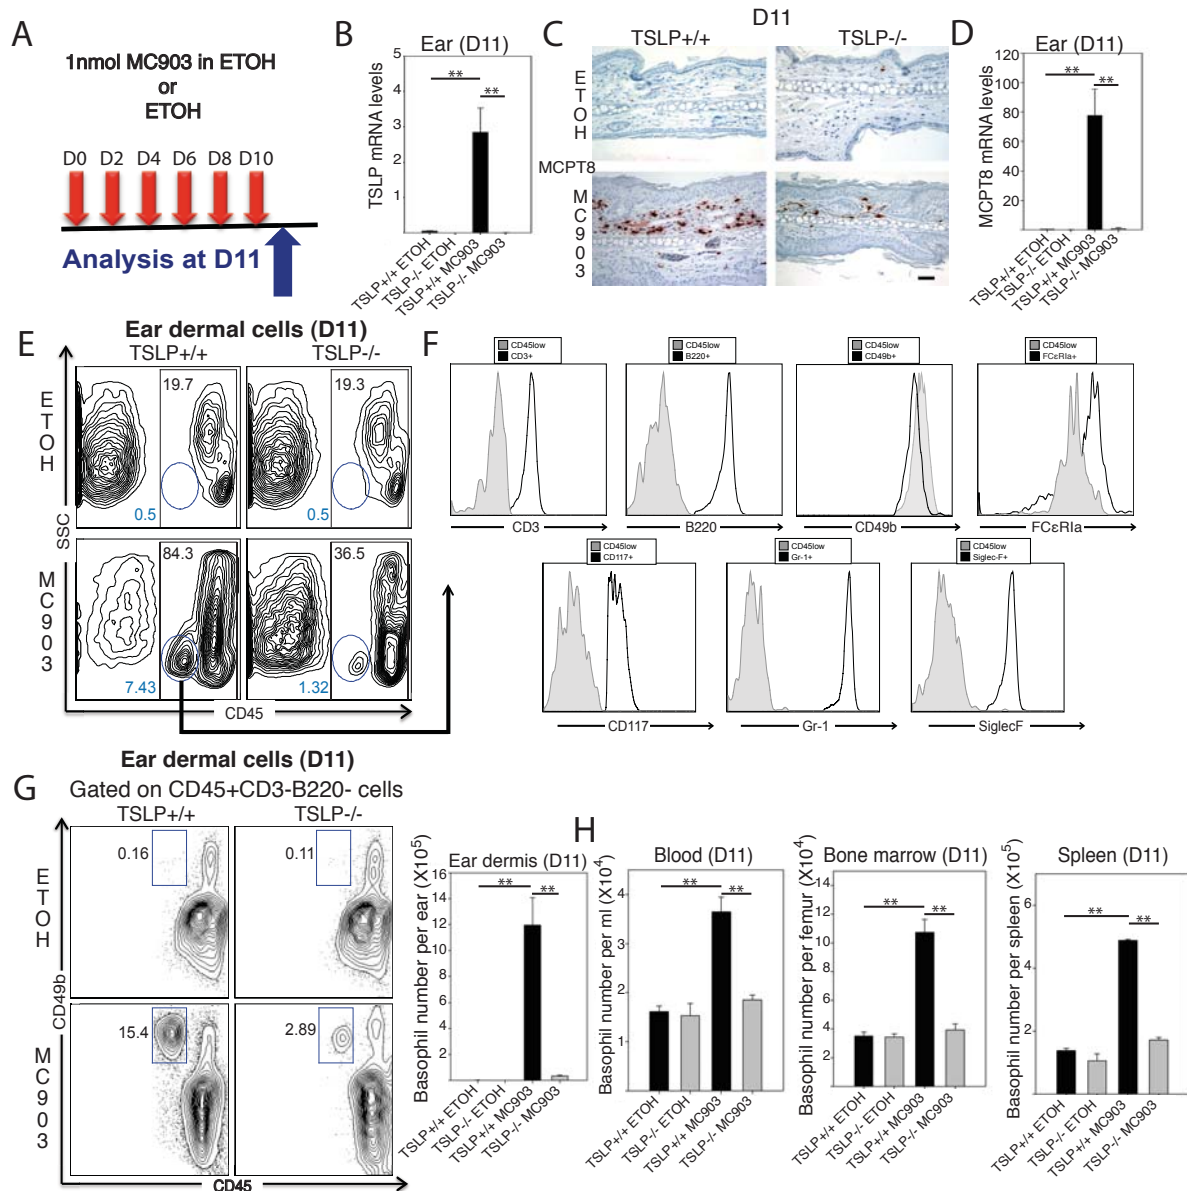 A
1nmol MC903 in ETOH
or
ETOH
D0 D2 D4 D6 D8 D10
Analysis at D11
B
Ear (D11)
TSLP mRNA levels
5
4
3
2
1
**
**
TSLP+/+ ETOH
TSLP-/- ETOH
TSLP+/+ MC903
TSLP-/- MC903
C
D11
TSLP+/+
TSLP-/-
ETOH
MCPT8
MC903
D
Ear (D11)
MCPT8 mRNA levels
120
100
80
60
40
20
**
**
TSLP+/+ ETOH
TSLP-/- ETOH
TSLP+/+ MC903
TSLP-/- MC903
E
Ear dermal cells (D11)
TSLP+/+
TSLP-/-
ETOH
19.7
19.3
0.5
0.5
SSC
MC903
84.3
36.5
7.43
1.32
CD45
F
CD45low
CD3+
CD3
CD45low
B220+
B220
CD45low
CD49b+
CD49b
CD45low
FCεRIa+
FCεRIa
CD45low
CD117+
CD117
CD45low
Gr-1+
Gr-1
CD45low
Siglec-F+
SiglecF
G
Ear dermal cells (D11)
Gated on CD45+CD3-B220- cells
TSLP+/+
TSLP-/-
ETOH
0.16
0.11
CD49b
MC903
15.4
2.89
CD45
Ear dermis (D11)
Basophil number per ear (X10⁵)
16
14
12
10
8
6
4
2
**
**
TSLP+/+ ETOH
TSLP-/- ETOH
TSLP+/+ MC903
TSLP-/- MC903
H
Blood (D11)
Basophil number per ml (X10⁴)
4
3
2
1
**
**
TSLP+/+ ETOH
TSLP-/- ETOH
TSLP+/+ MC903
TSLP-/- MC903
Bone marrow (D11)
Basophil number per femur (X10⁴)
14
12
10
8
6
4
2
**
**
TSLP+/+ ETOH
TSLP-/- ETOH
TSLP+/+ MC903
TSLP-/- MC903
Spleen (D11)
Basophil number per spleen (X10⁵)
6
4
2
**
**
TSLP+/+ ETOH
TSLP-/- ETOH
TSLP+/+ MC903
TSLP-/- MC903